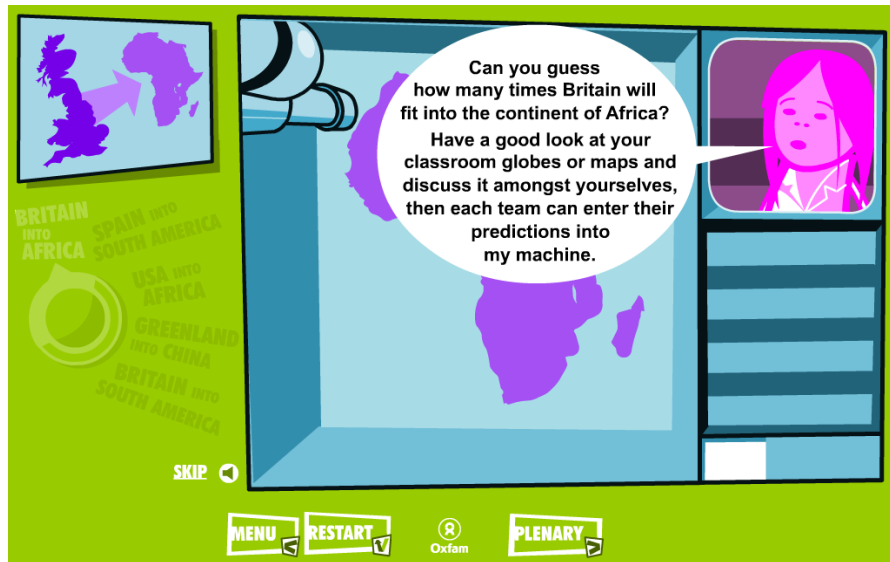 Can you guess
how many times Britain will
fit into the continent of Africa?
Have a good look at your
classroom globes or maps and
discuss it amongst yourselves,
then each team can enter their
predictions into
my machine.
BRITAIN
INTO
AFRICA
SPAIN INTO
SOUTH AMERICA
USA INTO
AFRICA
GREENLAND
INTO CHINA
BRITAIN INTO
SOUTH AMERICA
SKIP
MENU
RESTART
Oxfam
PLENARY